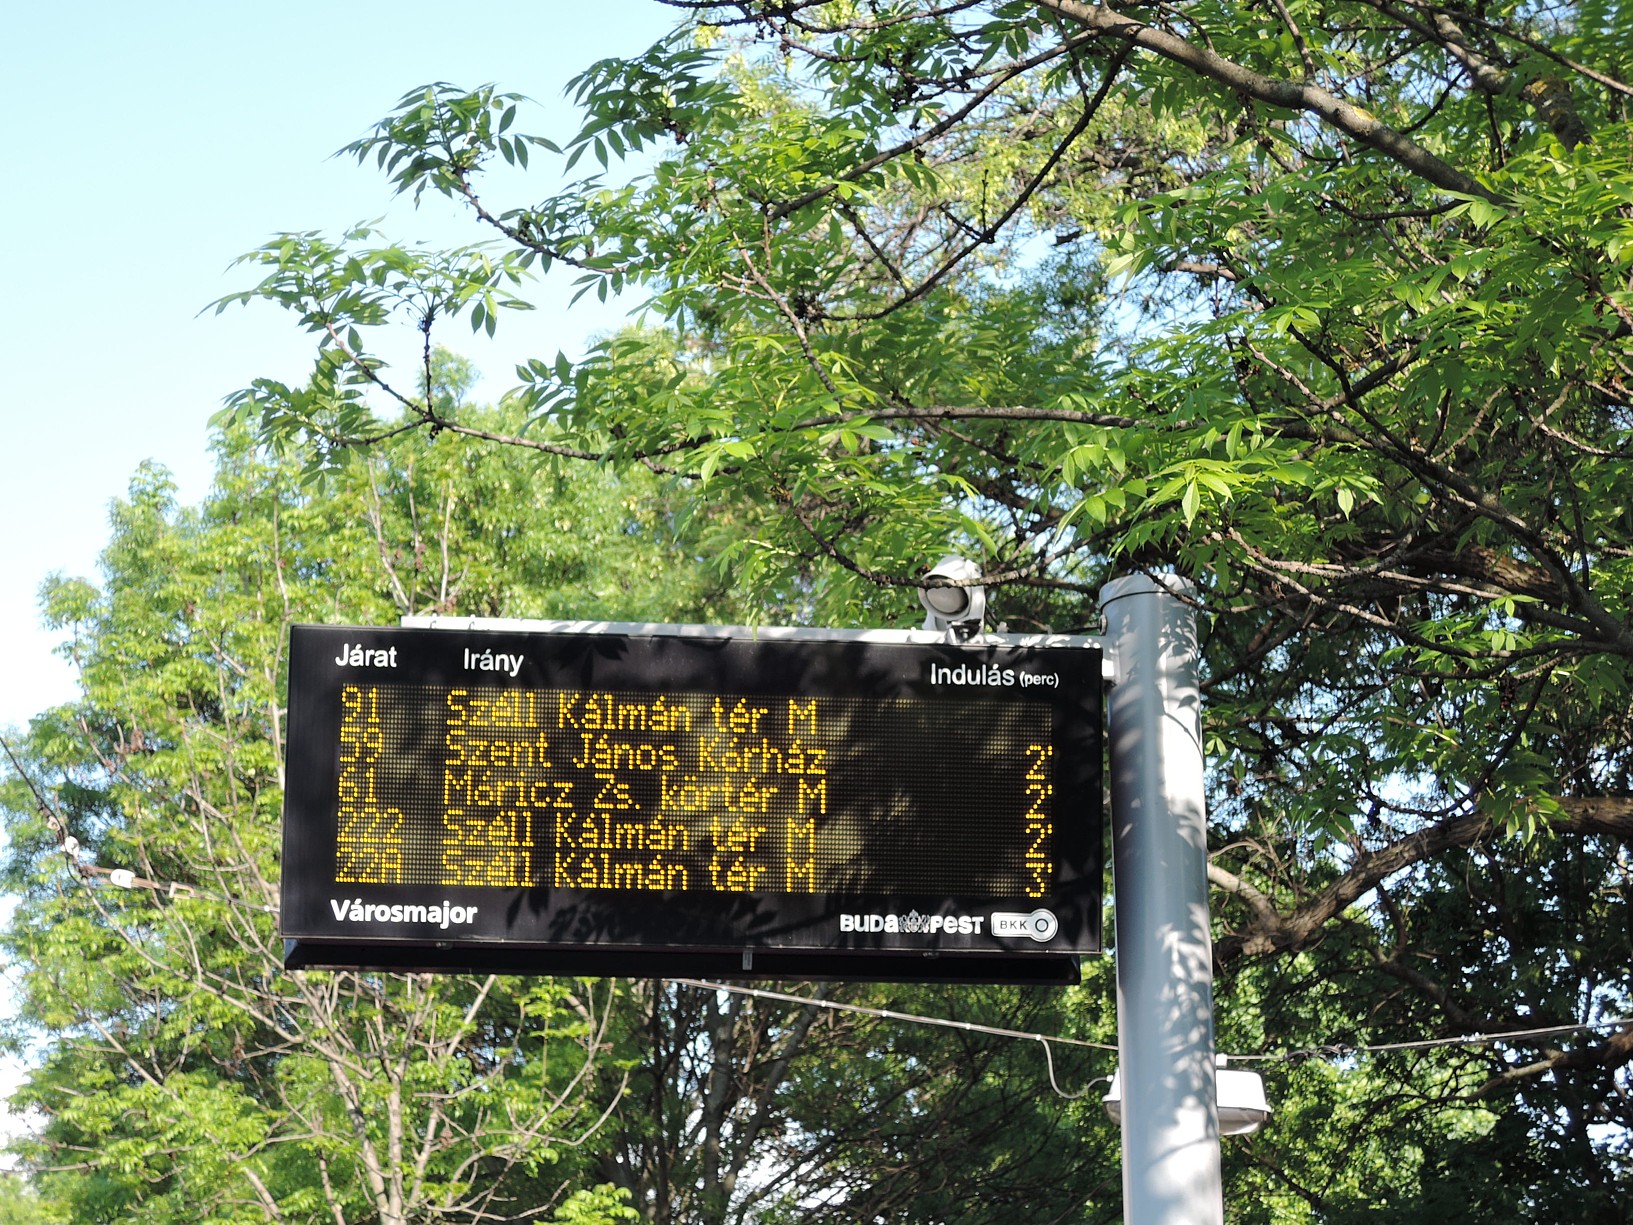 Járat Irány Indulás (perc)
91 Széll Kálmán tér M
59 Szent János Kórház 2'
61 Móricz Zs. körtér M 2'
222 Széll Kálmán tér M 2'
22A Széll Kálmán tér M 3'
Városmajor BUDAPEST BKK